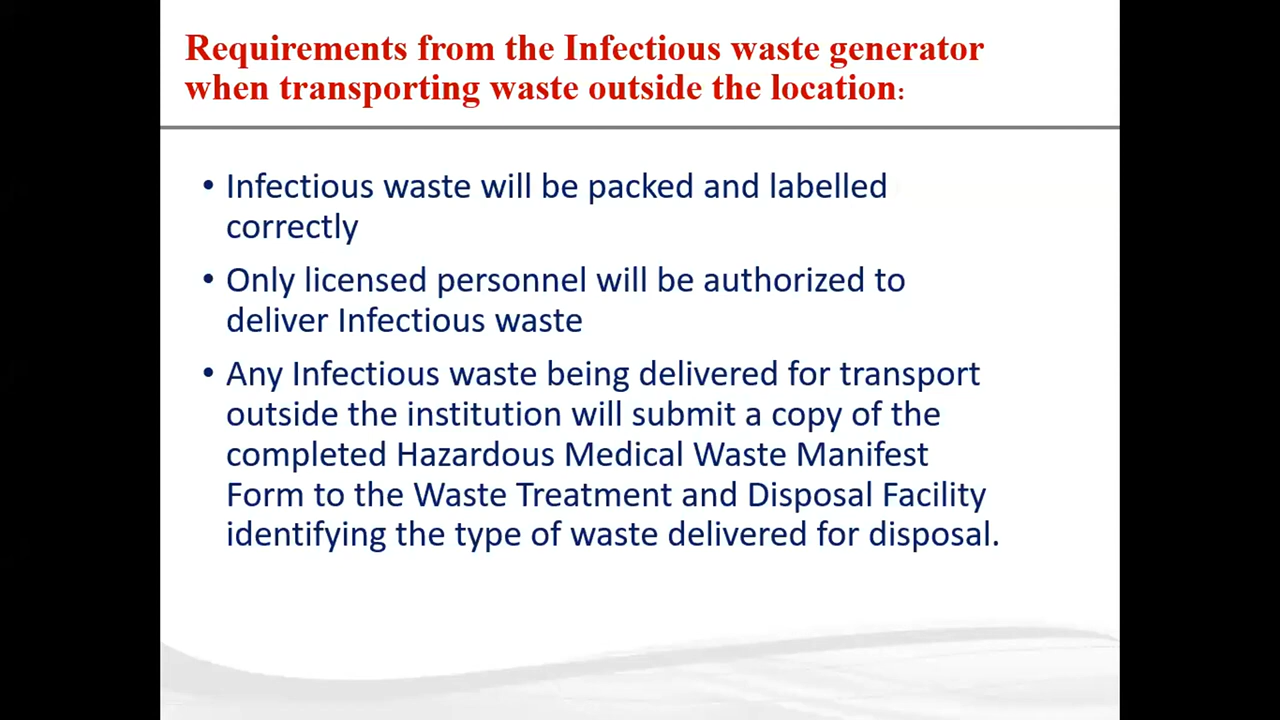 Requirements from the Infectious waste generator
when transporting waste outside the location:
• Infectious waste will be packed and labelled
correctly
• Only licensed personnel will be authorized to
deliver Infectious waste
• Any Infectious waste being delivered for transport
outside the institution will submit a copy of the
completed Hazardous Medical Waste Manifest
Form to the Waste Treatment and Disposal Facility
identifying the type of waste delivered for disposal.